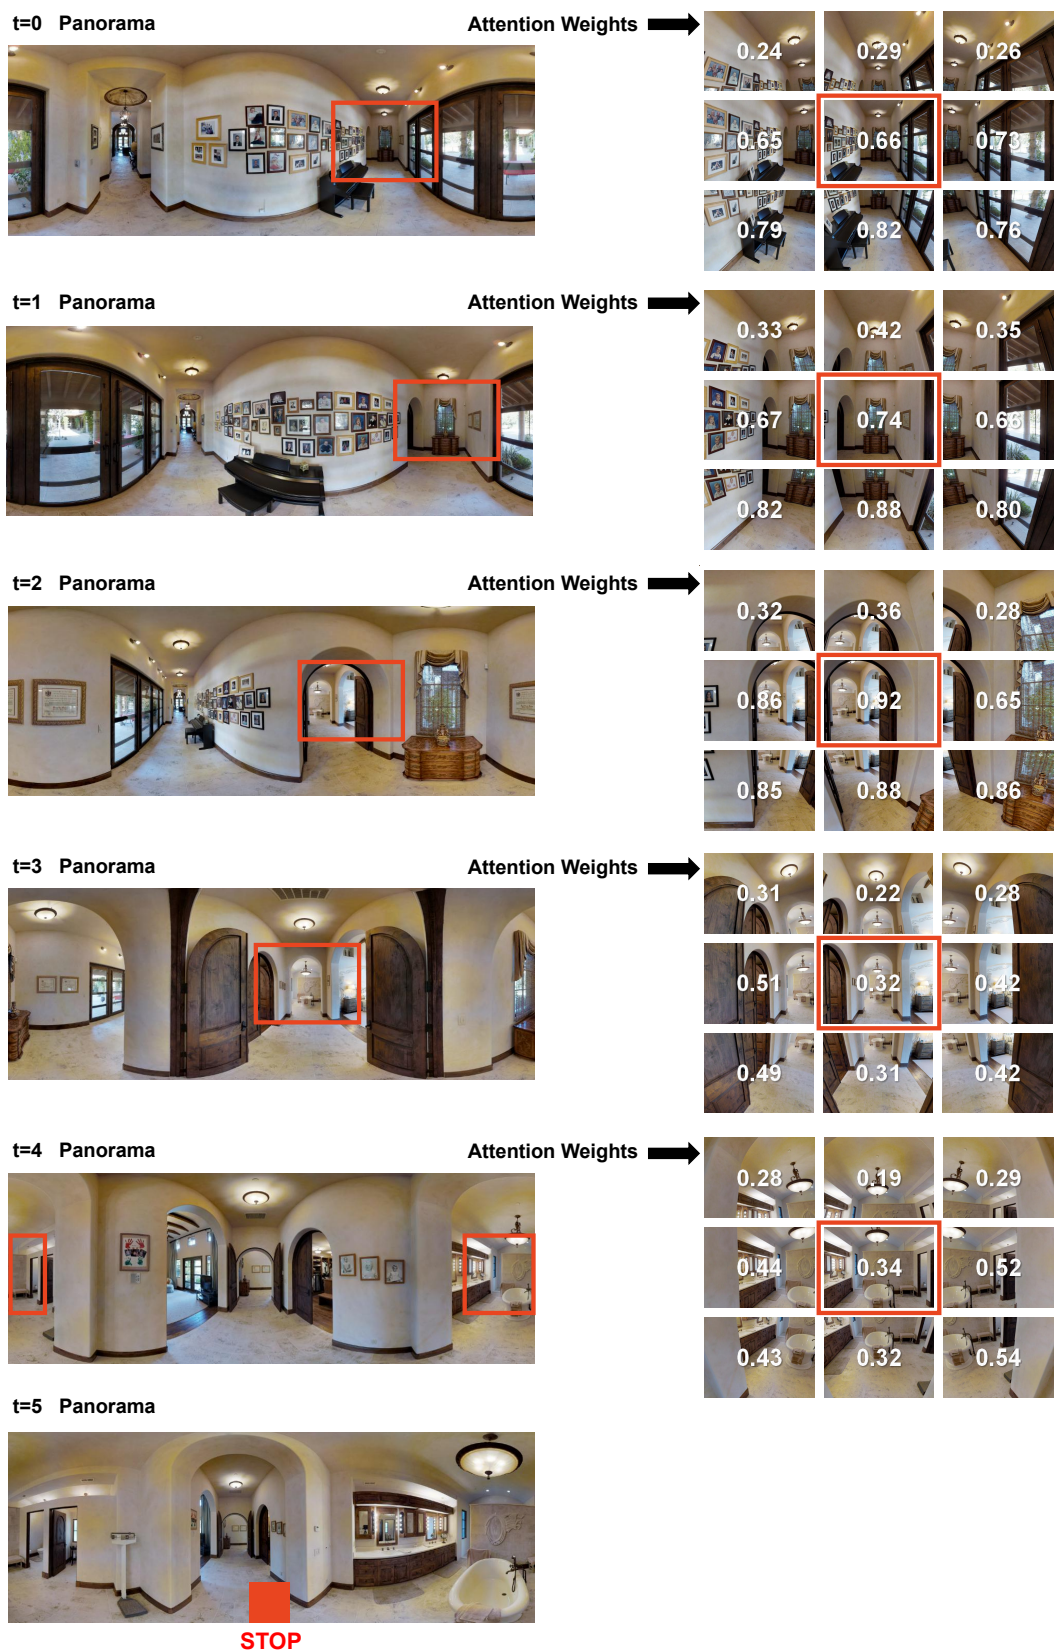 t=0 Panorama
Attention Weights
0.24 0.29 0.26
0.65 0.66 0.73
0.79 0.82 0.76
t=1 Panorama
Attention Weights
0.33 0.42 0.35
0.67 0.74 0.66
0.82 0.88 0.80
t=2 Panorama
Attention Weights
0.32 0.36 0.28
0.86 0.92 0.65
0.85 0.88 0.86
t=3 Panorama
Attention Weights
0.31 0.22 0.28
0.51 0.32 0.42
0.49 0.31 0.42
t=4 Panorama
Attention Weights
0.28 0.19 0.29
0.44 0.34 0.52
0.43 0.32 0.54
t=5 Panorama
STOP